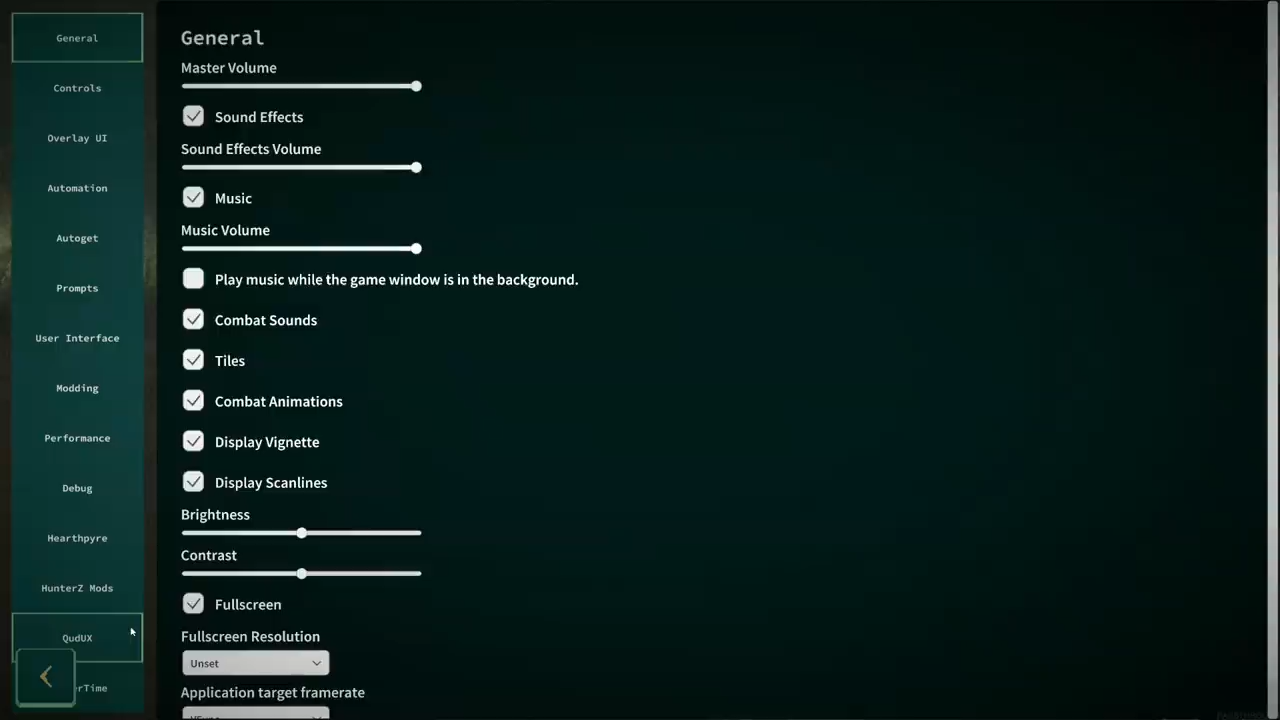 General
Controls
Overlay UI
Automation
Autoget
Prompts
User Interface
Modding
Performance
Debug
Hearthpyre
HunterZ Mods
QudUX
rTime
General
Master Volume
Sound Effects
Sound Effects Volume
Music
Music Volume
Play music while the game window is in the background.
Combat Sounds
Tiles
Combat Animations
Display Vignette
Display Scanlines
Brightness
Contrast
Fullscreen
Fullscreen Resolution
Unset
Application target framerate